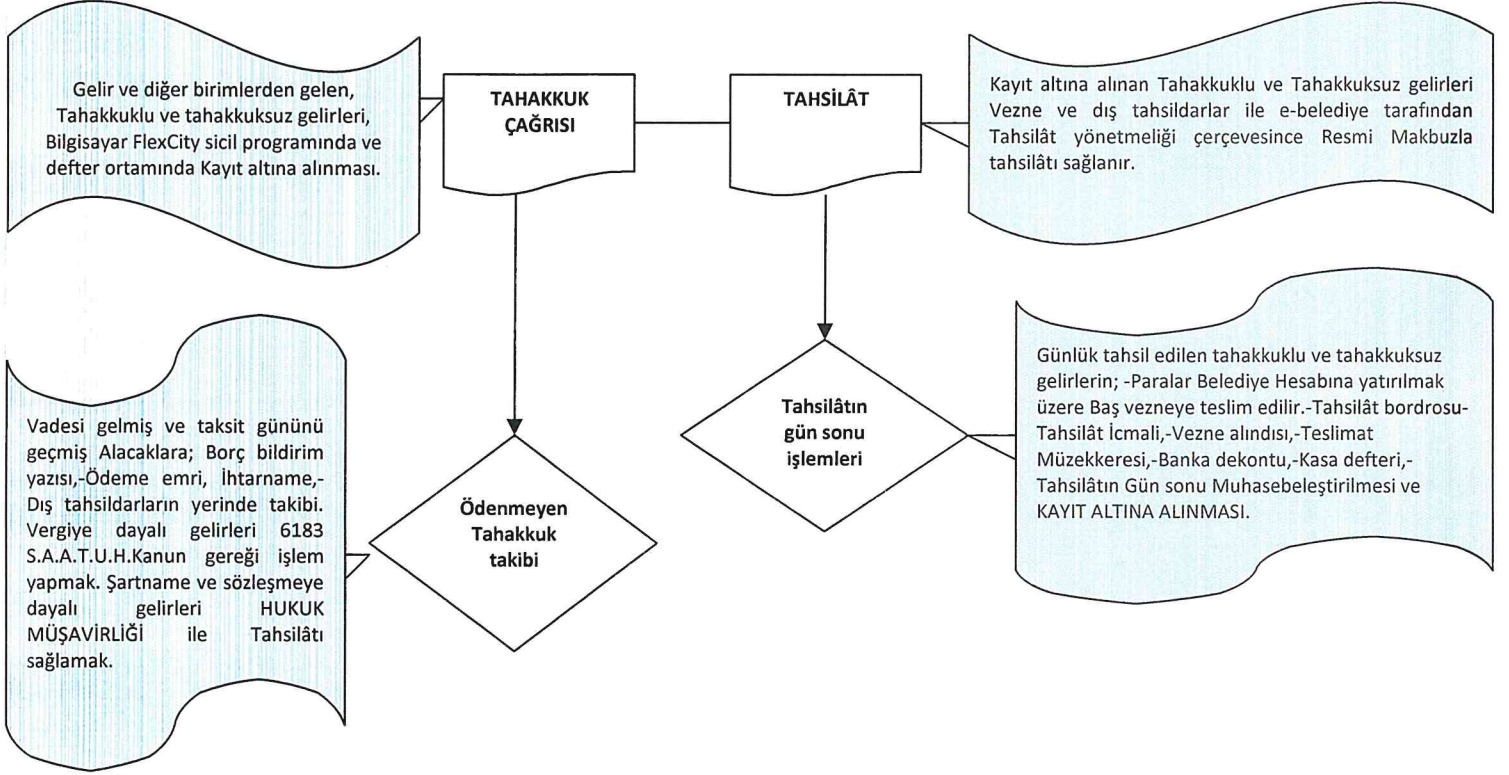 Gelir ve diğer birimlerden gelen,
Tahakkuklu ve tahakkuksuz gelirleri,
Bilgisayar FlexCity sicil programında ve
defter ortamında Kayıt altına alınması.
TAHAKKUK
ÇAĞRISI
TAHSİLÂT
Kayıt altına alınan Tahakkuklu ve Tahakkuksuz gelirleri
Vezne ve dış tahsildarlar ile e-belediye tarafından
Tahsilât yönetmeliği çerçevesince Resmi Makbuzla
tahsilâtı sağlanır.
Vadesi gelmiş ve taksit gününü
geçmiş Alacaklara; Borç bildirim
yazısı,-Ödeme emri, İhtarname,-
Dış tahsildarların yerinde takibi.
Vergiye dayalı gelirleri 6183
S.A.A.T.U.H.Kanun gereği işlem
yapmak. Şartname ve sözleşmeye
dayalı gelirleri HUKUK
MÜŞAVİRLİĞİ ile Tahsilâtı
sağlamak.
Ödenmeyen
Tahakkuk
takibi
Tahsilâtın
gün sonu
işlemleri
Günlük tahsil edilen tahakkuklu ve tahakkuksuz
gelirlerin; -Paralar Belediye Hesabına yatırılmak
üzere Baş vezneye teslim edilir.-Tahsilât bordrosu-
Tahsilât İcmali,-Vezne alındısı,-Teslimat
Müzekkeresi,-Banka dekontu,-Kasa defteri,-
Tahsilâtın Gün sonu Muhasebeleştirilmesi ve
KAYIT ALTINA ALINMASI.